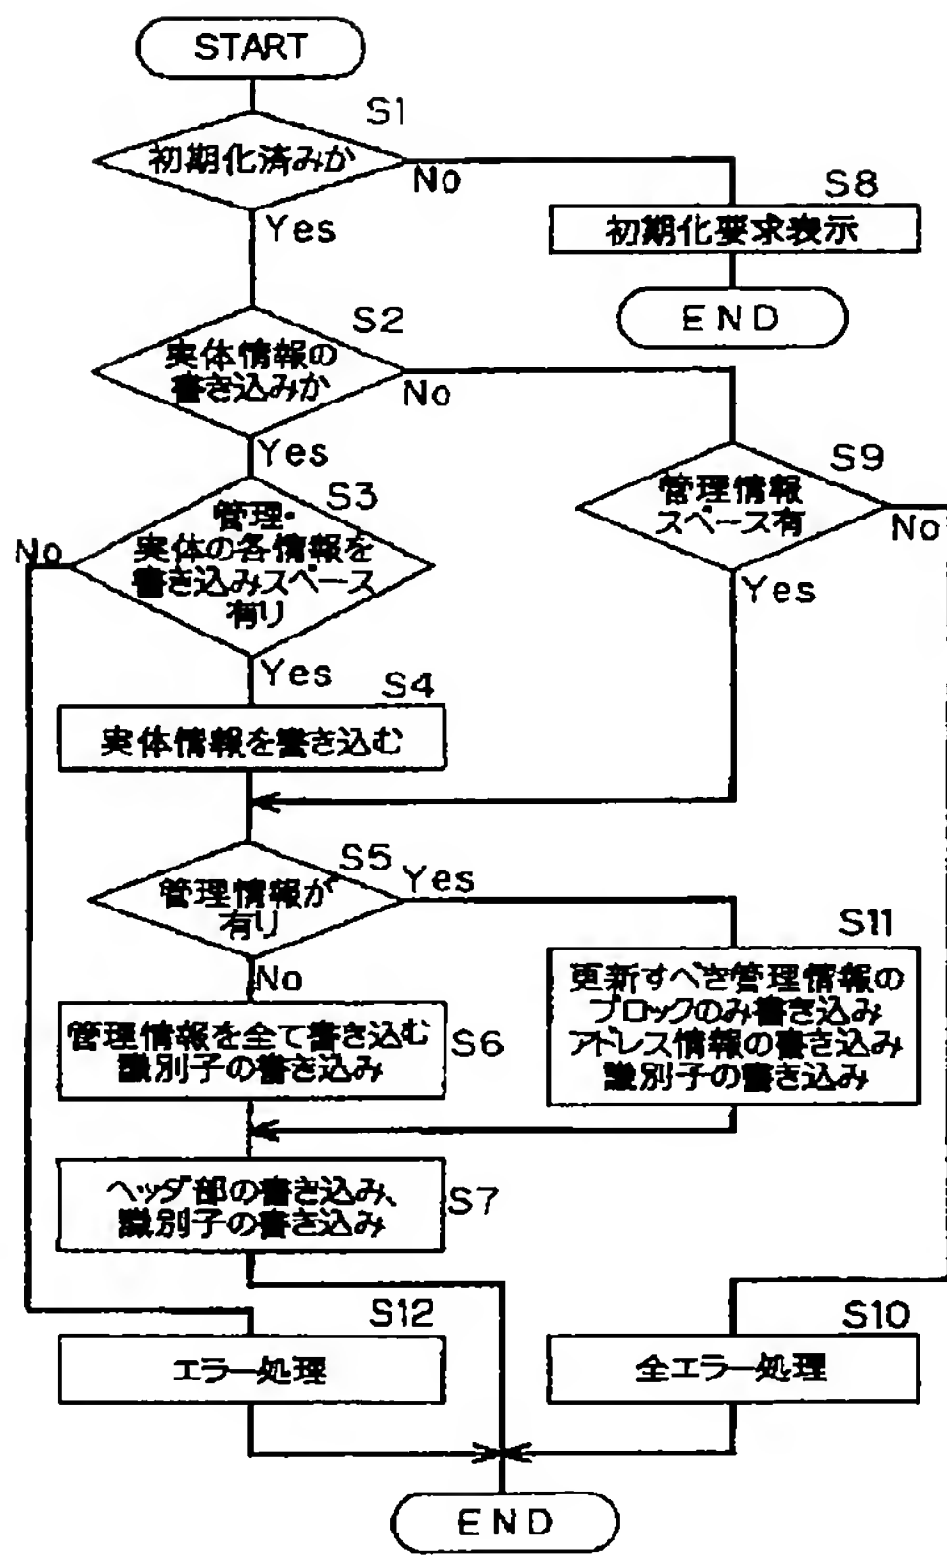 START
S1
初期化済みか
No
Yes
S8
初期化要求表示
END
S2
実体情報の
書き込みか
No
Yes
S9
管理情報
スペース有
No
Yes
S3
管理・
実体の各情報を
書き込みスペース
有り
No
Yes
S4
実体情報を書き込む
S5
管理情報が
有り
Yes
No
S11
更新すべき管理情報の
ブロックのみ書き込み
アドレス情報の書き込み
識別子の書き込み
S6
管理情報を全て書き込む
識別子の書き込み
S7
ヘッダ部の書き込み、
識別子の書き込み
S12
エラー処理
S10
全エラー処理
END